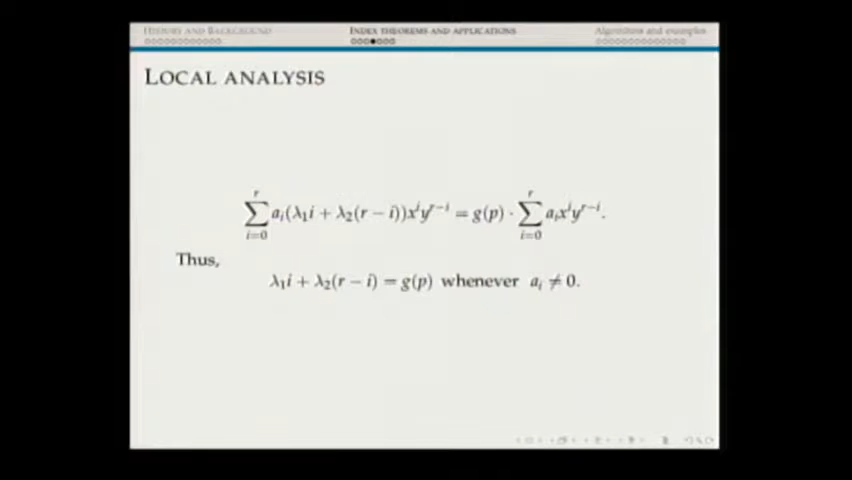 HISTORY AND BACKGROUND INDEX THEOREMS AND APPLICATIONS Algorithms and examples
LOCAL ANALYSIS
∑_{i=0}^{r} a_i(λ_1 i + λ_2(r − i))x^i y^{r−i} = g(p) · ∑_{i=0}^{r} a_i x^i y^{r−i}.
Thus,
λ_1 i + λ_2(r − i) = g(p) whenever a_i ≠ 0.